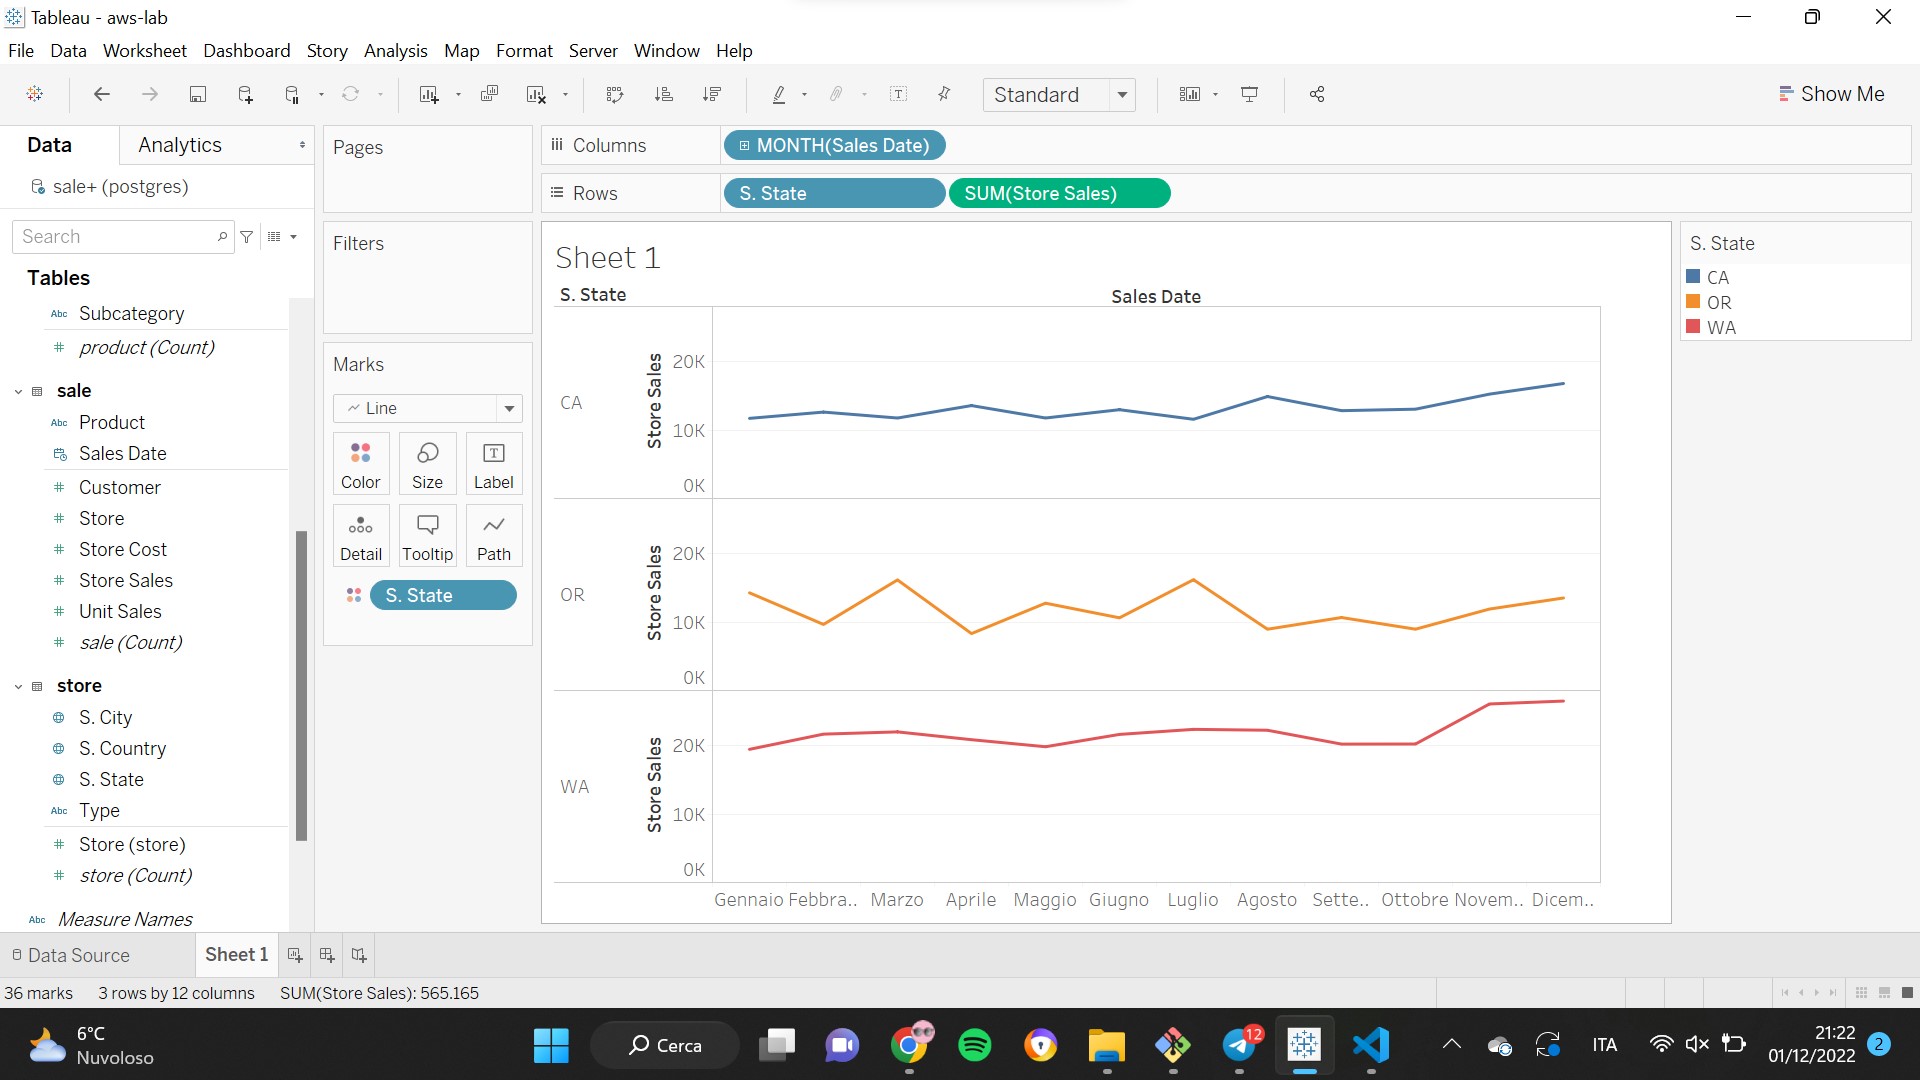 Tableau - aws-lab
File Data Worksheet Dashboard Story Analysis Map Format Server Window Help
Standard
Show Me
Data Analytics
sale+ (postgres)
Search
Tables
Abc Subcategory
# product (Count)
sale
Abc Product
Sales Date
# Customer
# Store
# Store Cost
# Store Sales
# Unit Sales
# sale (Count)
store
S. City
S. Country
S. State
Abc Type
# Store (store)
# store (Count)
Abc Measure Names
Pages
Filters
Marks
Line
Color Size Label
Detail Tooltip Path
S. State
Columns MONTH(Sales Date)
Rows S. State SUM(Store Sales)
Sheet 1
S. State Sales Date
CA Store Sales 20K 10K 0K
OR Store Sales 20K 10K 0K
WA Store Sales 20K 10K 0K
Gennaio Febbra.. Marzo Aprile Maggio Giugno Luglio Agosto Sette.. Ottobre Novem.. Dicem..
S. State
CA
OR
WA
Data Source Sheet 1
36 marks 3 rows by 12 columns SUM(Store Sales): 565.165
6°C
Nuvoloso
Cerca
12
ITA
21:22
01/12/2022
2